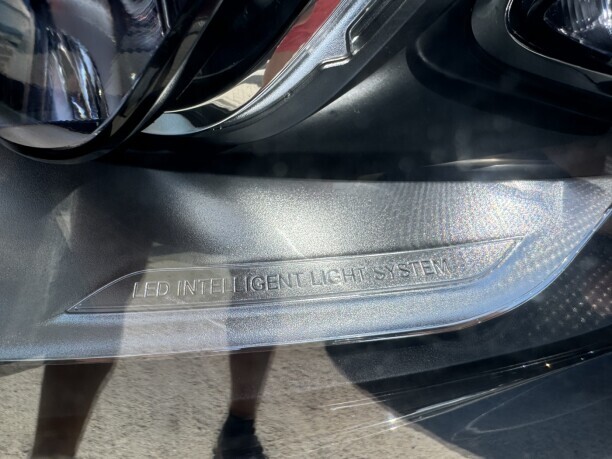 LED INTELLIGENT LIGHT SYSTEM